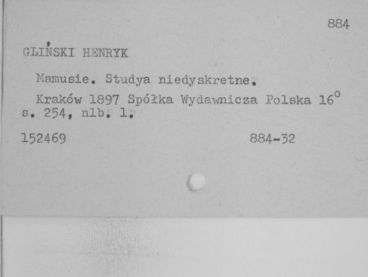 884
GLIŃSKI HENRYK
Mamusie. Studya niedyskretne.
Kraków 1897 Spółka Wydawnicza Polska 16°
s. 254, nlb. 1.
152469 884-32